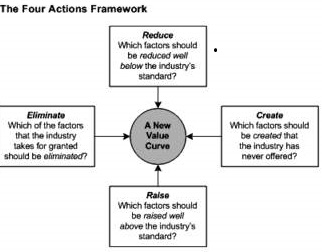 The Four Actions Framework
Reduce
Which factors should
be reduced well
below the industry's
standard?
Eliminate
Which of the factors
that the industry
takes for granted
should be eliminated?
A New
Value
Curve
Create
Which factors should
be created that
the industry has
never offered?
Raise
Which factors should
be raised well
above the industry's
standard?